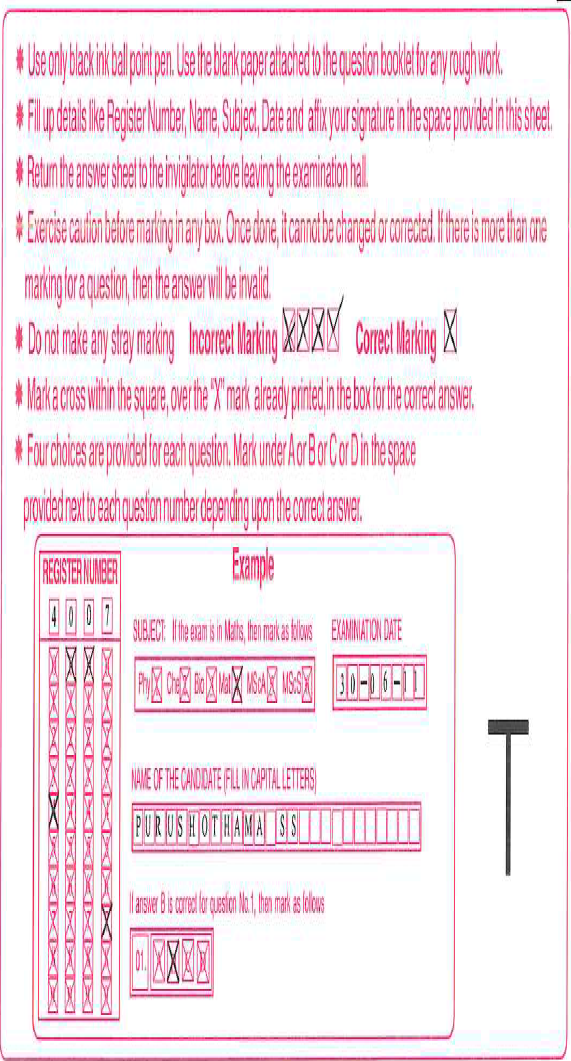 * Use only black ink ball point pen. Use the blank paper attached to the question booklet for any rough work.
* Fill up details like Register Number, Name, Subject, Date and affix your signature in the space provided in this sheet.
* Return the answer sheet to the invigilator before leaving the examination hall.
* Exercise caution before marking in any box. Once done, it cannot be changed or corrected. If there is more than one
marking for a question, then the answer will be invalid.
* Do not make any stray marking Incorrect Marking Correct Marking
* Mark a cross within the square, over the "X" mark already printed,in the box for the correct answer.
* Four choices are provided for each question. Mark under A or B or C or D in the space
provided next to each question number depending upon the correct answer.
Example
REGISTER NUMBER
4 0 0 7
SUBJECT: If the exam is in Maths, then mark as follows
Phy Che Bio Mat MScA MScS
EXAMINIATION DATE
30-06-11
NAME OF THE CANDIDATE (FILL IN CAPITAL LETTERS)
PURUSHOTHAMA SS
If answer B is correct for question No.1, then mark as follows
01.
T